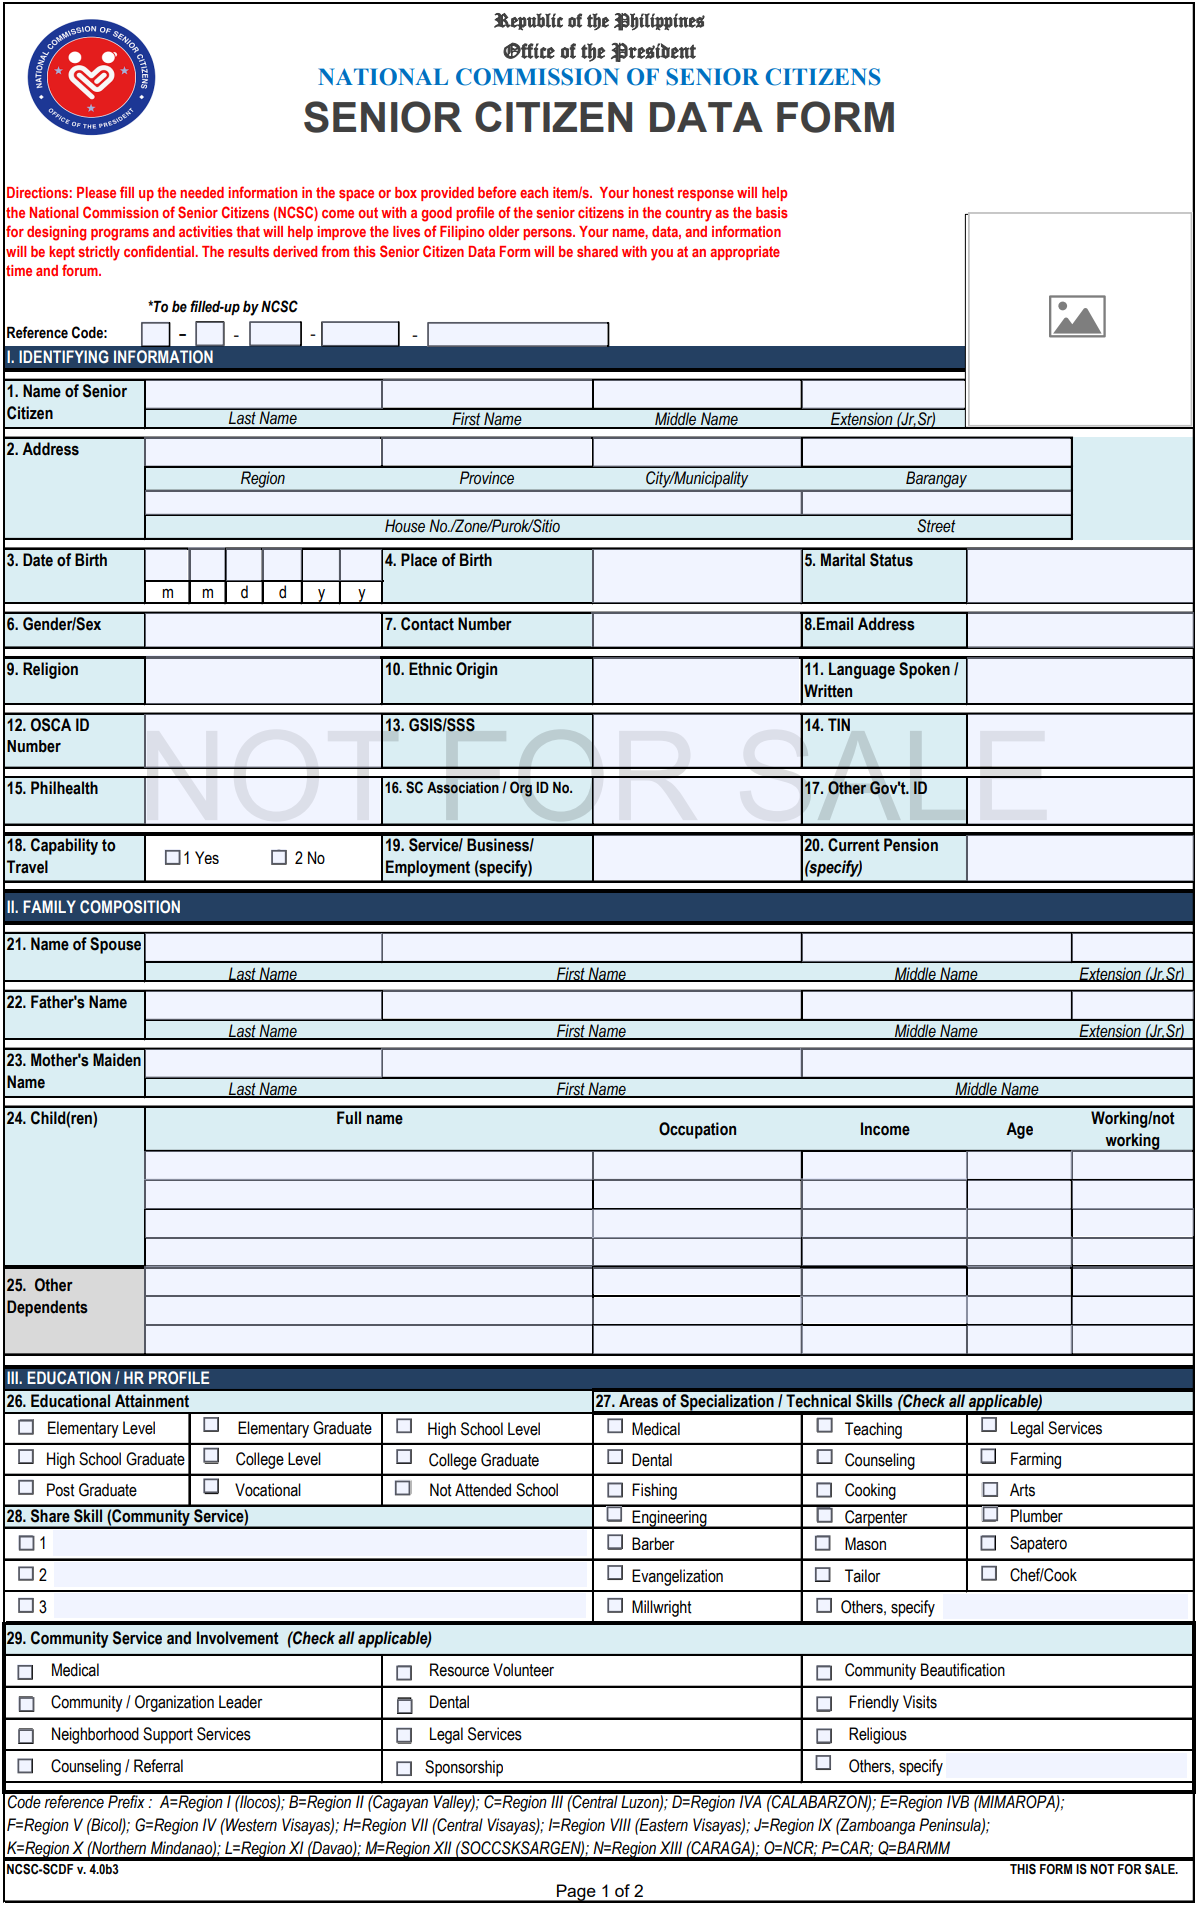 NATIONAL COMMISSION OF SENIOR CITIZENS
OFFICE OF THE PRESIDENT
Republic of the Philippines
Office of the President
NATIONAL COMMISSION OF SENIOR CITIZENS
SENIOR CITIZEN DATA FORM
Directions: Please fill up the needed information in the space or box provided before each item/s. Your honest response will help
the National Commission of Senior Citizens (NCSC) come out with a good profile of the senior citizens in the country as the basis
for designing programs and activities that will help improve the lives of Filipino older persons. Your name, data, and information
will be kept strictly confidential. The results derived from this Senior Citizen Data Form will be shared with you at an appropriate
time and forum.
*To be filled-up by NCSC
Reference Code: – - - -
I. IDENTIFYING INFORMATION
1. Name of Senior
Citizen
Last Name First Name Middle Name Extension (Jr,Sr)
2. Address
Region Province City/Municipality Barangay
House No./Zone/Purok/Sitio Street
3. Date of Birth 4. Place of Birth 5. Marital Status
m m d d y y
6. Gender/Sex 7. Contact Number 8.Email Address
9. Religion 10. Ethnic Origin 11. Language Spoken /
Written
12. OSCA ID
Number
13. GSIS/SSS 14. TIN
NOT FOR SALE
15. Philhealth 16. SC Association / Org ID No. 17. Other Gov't. ID
18. Capability to
Travel
1 Yes 2 No
19. Service/ Business/
Employment (specify)
20. Current Pension
(specify)
II. FAMILY COMPOSITION
21. Name of Spouse
Last Name First Name Middle Name Extension (Jr,Sr)
22. Father's Name
Last Name First Name Middle Name Extension (Jr,Sr)
23. Mother's Maiden
Name
Last Name First Name Middle Name
24. Child(ren) Full name Occupation Income Age Working/not
working
25. Other
Dependents
III. EDUCATION / HR PROFILE
26. Educational Attainment 27. Areas of Specialization / Technical Skills (Check all applicable)
Elementary Level Elementary Graduate High School Level Medical Teaching Legal Services
High School Graduate College Level College Graduate Dental Counseling Farming
Post Graduate Vocational Not Attended School Fishing Cooking Arts
28. Share Skill (Community Service) Engineering Carpenter Plumber
1 Barber Mason Sapatero
2 Evangelization Tailor Chef/Cook
3 Millwright Others, specify
29. Community Service and Involvement (Check all applicable)
Medical Resource Volunteer Community Beautification
Community / Organization Leader Dental Friendly Visits
Neighborhood Support Services Legal Services Religious
Counseling / Referral Sponsorship Others, specify
Code reference Prefix : A=Region I (Ilocos); B=Region II (Cagayan Valley); C=Region III (Central Luzon); D=Region IVA (CALABARZON); E=Region IVB (MIMAROPA);
F=Region V (Bicol); G=Region IV (Western Visayas); H=Region VII (Central Visayas); I=Region VIII (Eastern Visayas); J=Region IX (Zamboanga Peninsula);
K=Region X (Northern Mindanao); L=Region XI (Davao); M=Region XII (SOCCSKSARGEN); N=Region XIII (CARAGA); O=NCR; P=CAR; Q=BARMM
NCSC-SCDF v. 4.0b3 THIS FORM IS NOT FOR SALE.
Page 1 of 2